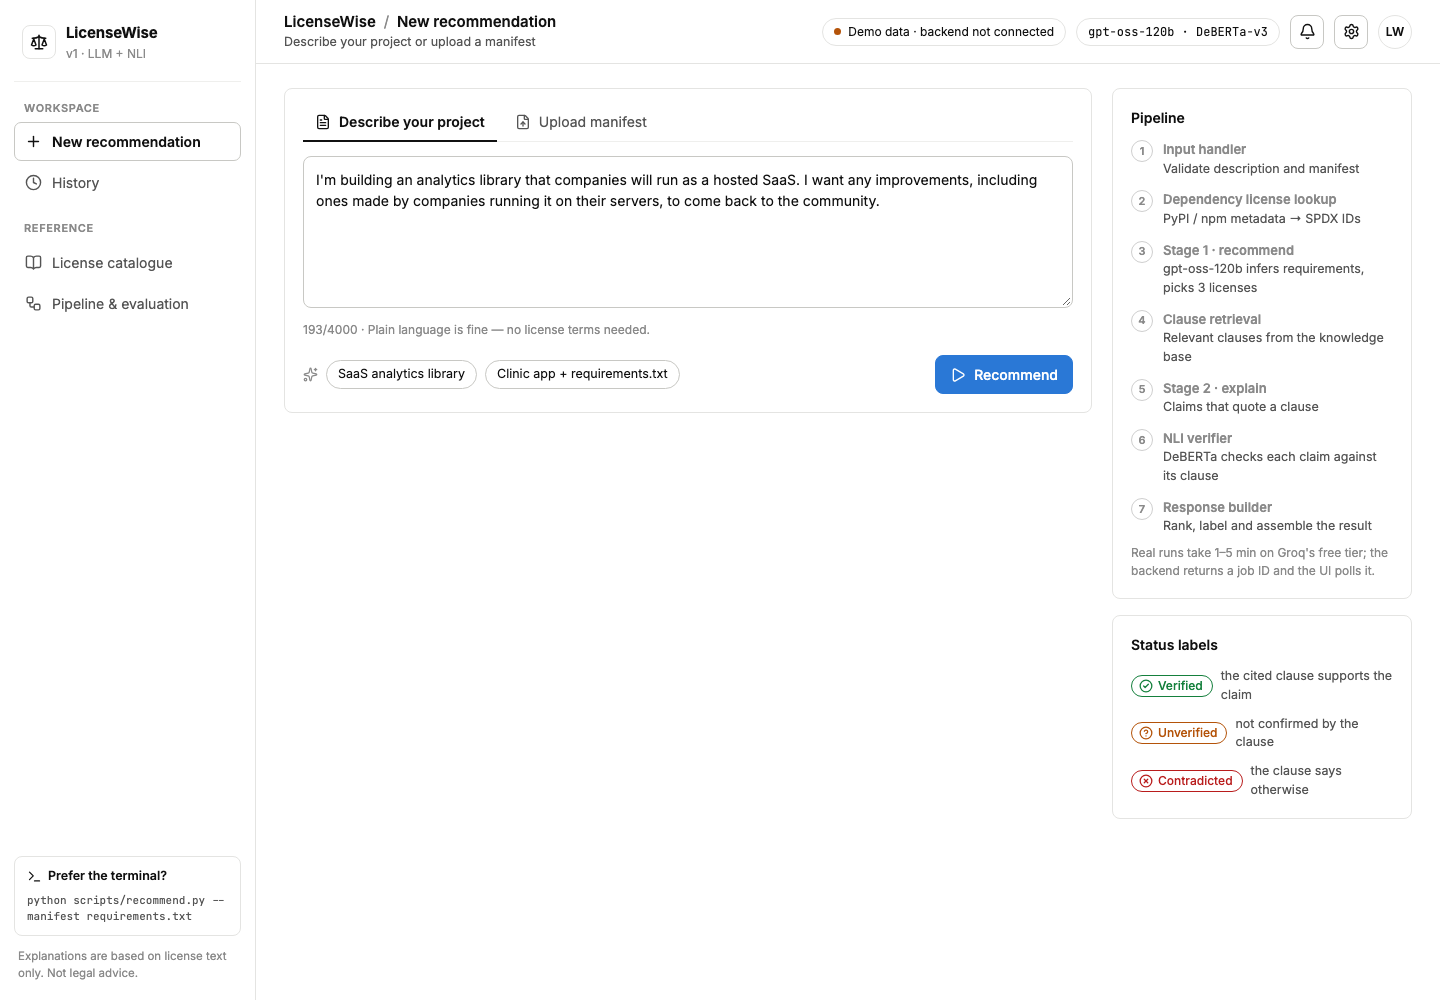 LicenseWise
v1 · LLM + NLI
WORKSPACE
New recommendation
History
REFERENCE
License catalogue
Pipeline & evaluation
Prefer the terminal?
python scripts/recommend.py --
manifest requirements.txt
Explanations are based on license text
only. Not legal advice.
LicenseWise / New recommendation
Describe your project or upload a manifest
Demo data · backend not connected
gpt-oss-120b · DeBERTa-v3
LW
Describe your project
Upload manifest
I'm building an analytics library that companies will run as a hosted SaaS. I want any improvements, including
ones made by companies running it on their servers, to come back to the community.
193/4000 · Plain language is fine — no license terms needed.
SaaS analytics library
Clinic app + requirements.txt
Recommend
Pipeline
1 Input handler
Validate description and manifest
2 Dependency license lookup
PyPI / npm metadata → SPDX IDs
3 Stage 1 · recommend
gpt-oss-120b infers requirements,
picks 3 licenses
4 Clause retrieval
Relevant clauses from the knowledge
base
5 Stage 2 · explain
Claims that quote a clause
6 NLI verifier
DeBERTa checks each claim against
its clause
7 Response builder
Rank, label and assemble the result
Real runs take 1–5 min on Groq's free tier; the
backend returns a job ID and the UI polls it.
Status labels
Verified the cited clause supports the
claim
Unverified not confirmed by the
clause
Contradicted the clause says
otherwise